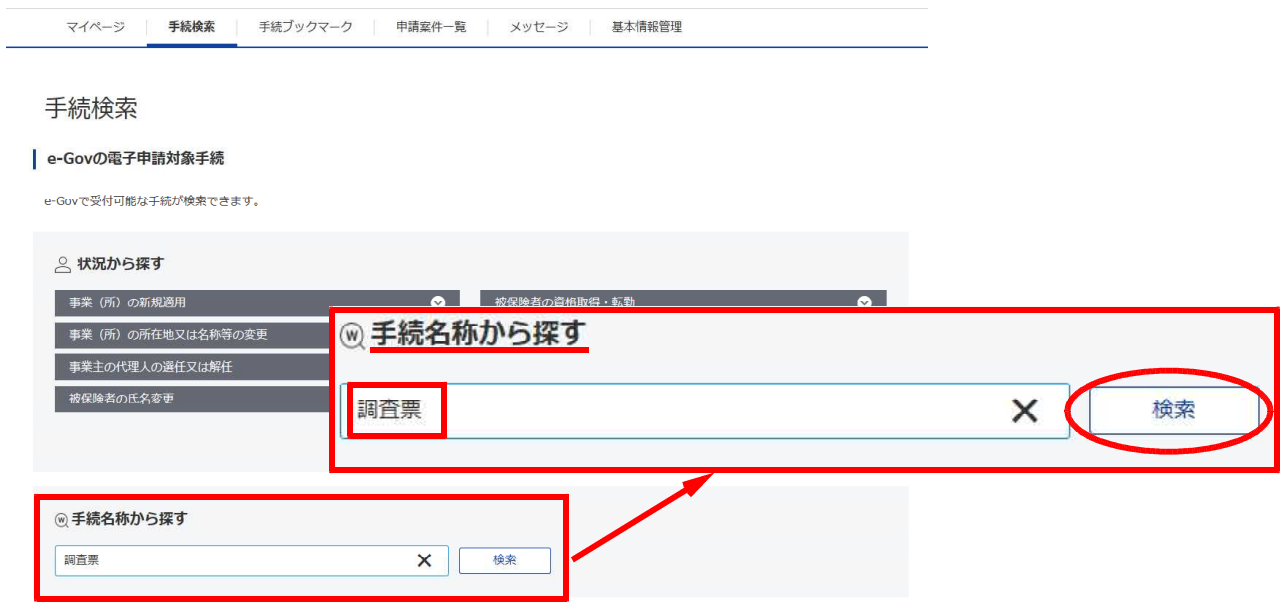 マイページ 手続検索 手続ブックマーク 申請案件一覧 メッセージ 基本情報管理
手続検索
e-Govの電子申請対象手続
e-Govで受付可能な手続が検索できます。
状況から探す
事業（所）の新規適用 被保険者の資格取得・転勤
事業（所）の所在地又は名称等の変更
事業主の代理人の選任又は解任
被保険者の氏名変更
W 手続名称から探す
調査票 検索
W 手続名称から探す
調査票 検索